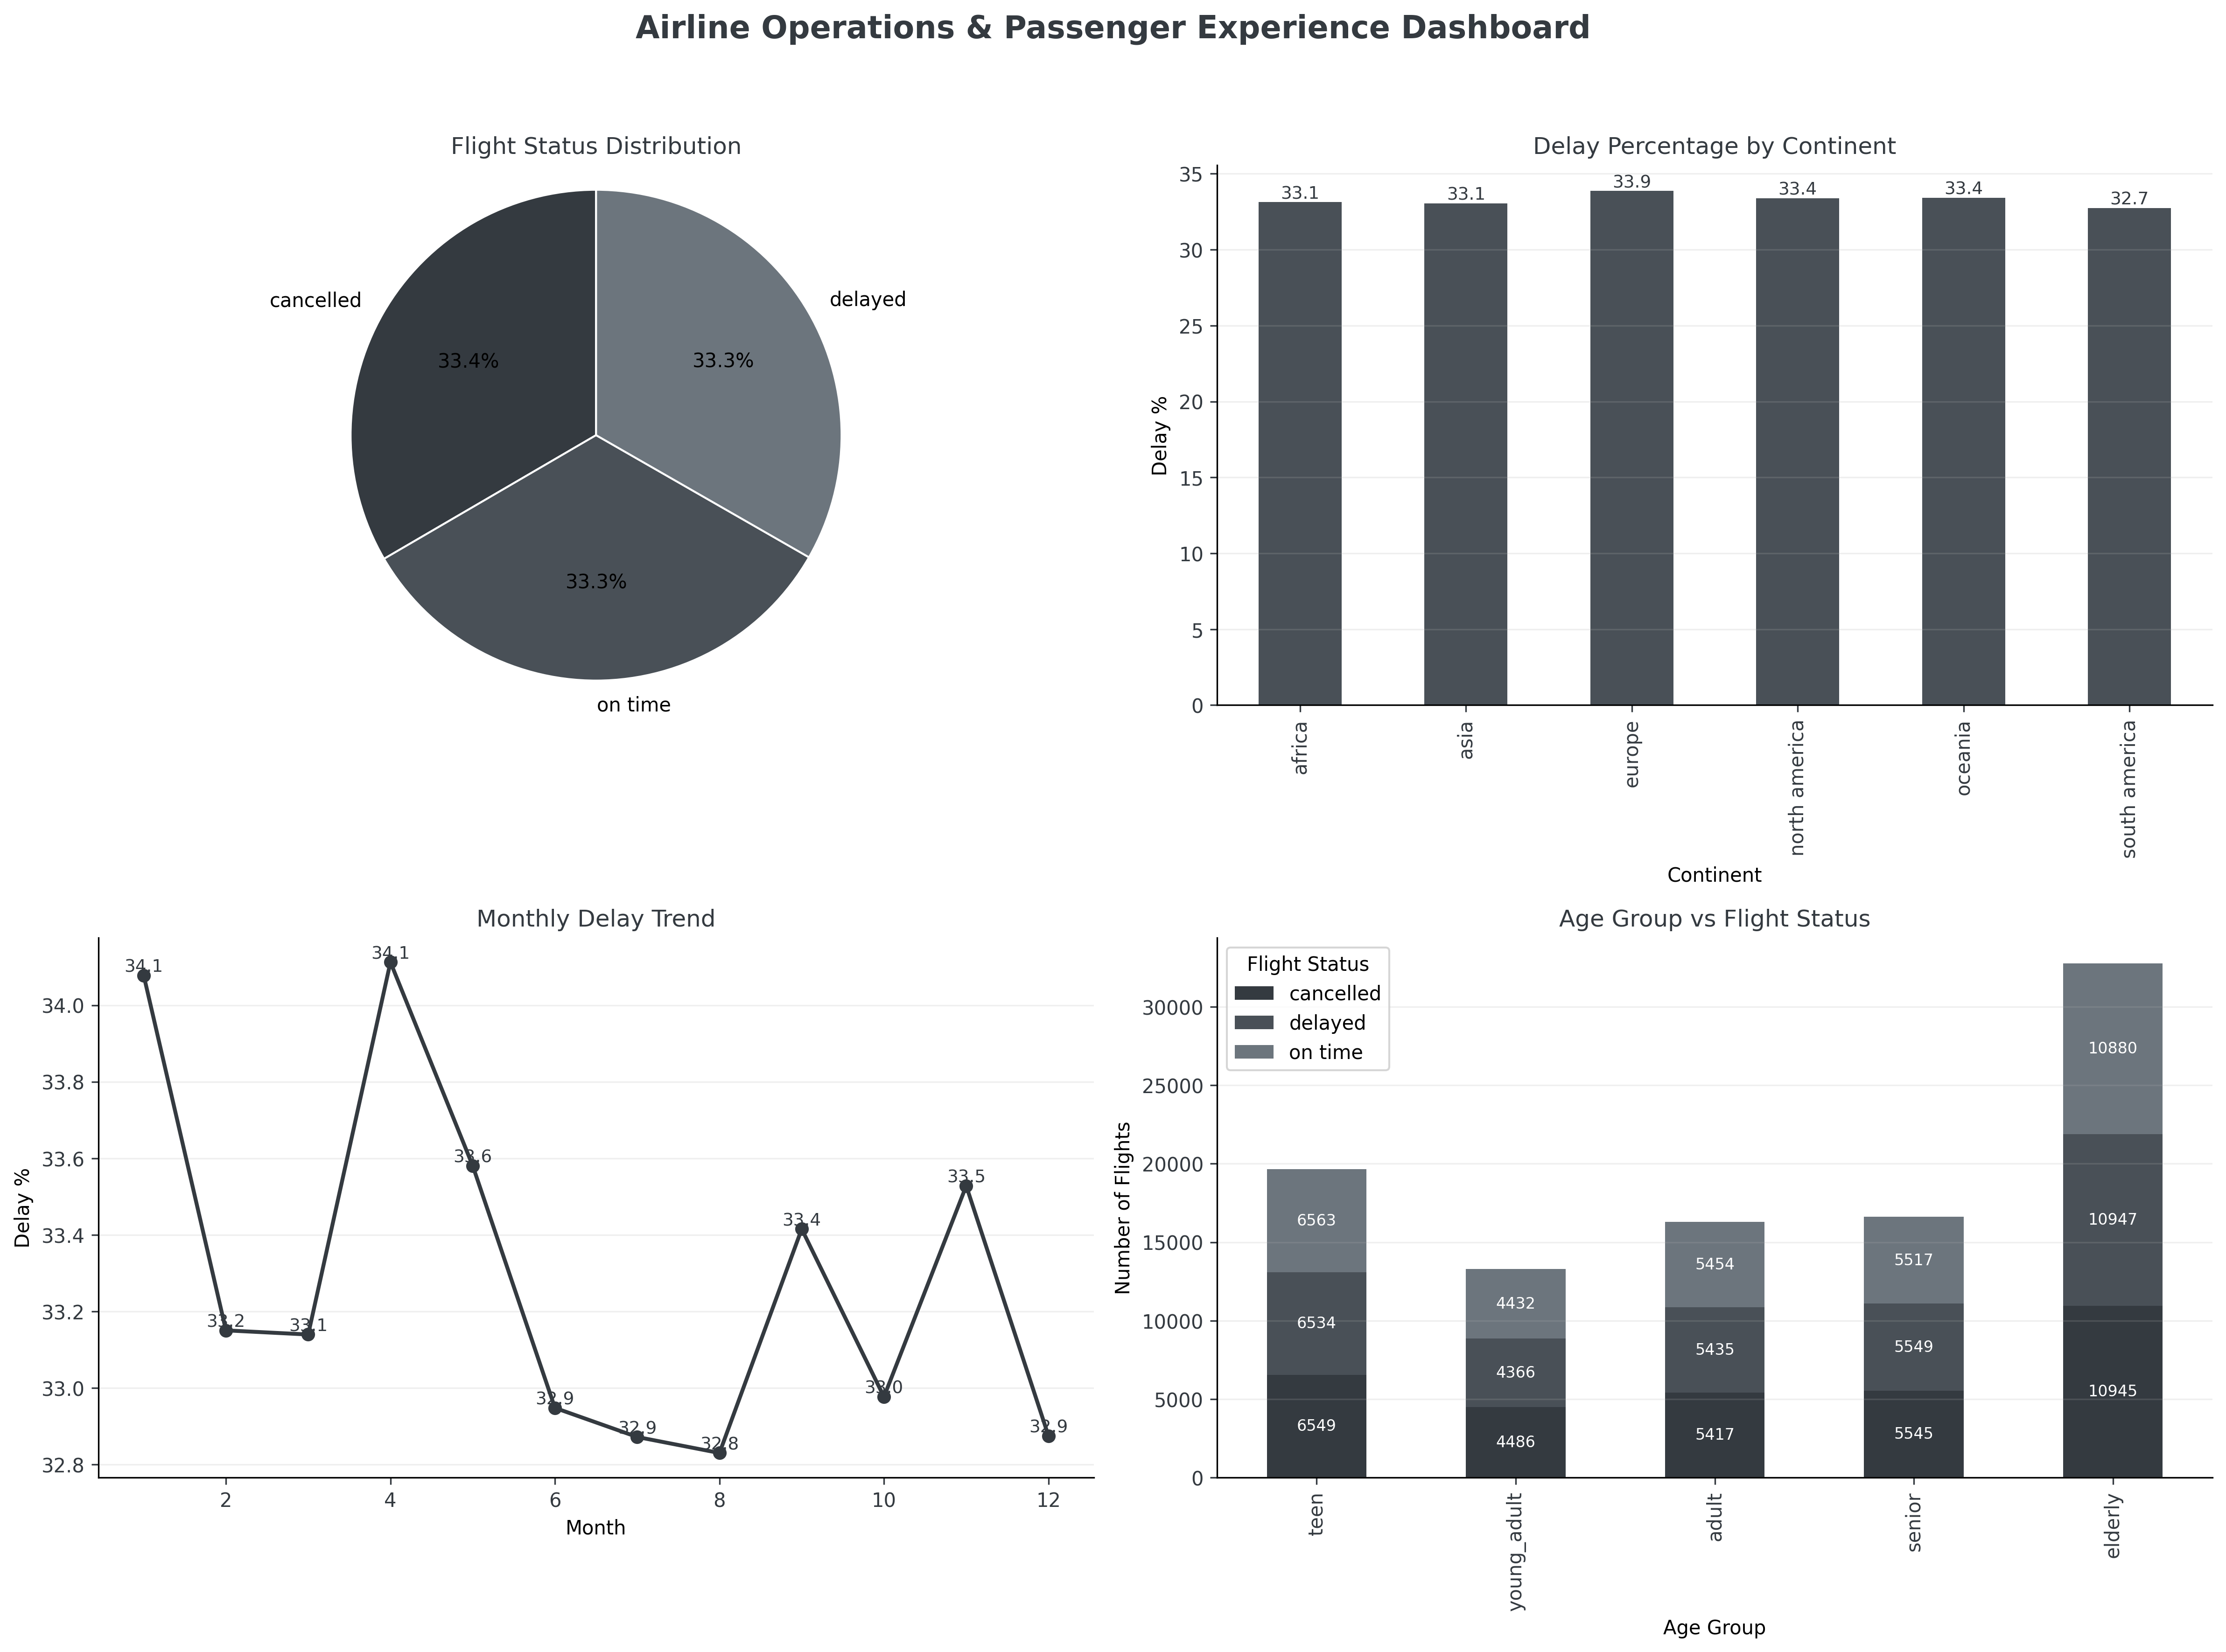 Airline Operations & Passenger Experience Dashboard
Flight Status Distribution
cancelled
delayed
33.4%
33.3%
33.3%
on time
Delay Percentage by Continent
35
30
25
20
15
10
5
0
Delay %
33.1
33.1
33.9
33.4
33.4
32.7
africa
asia
europe
north america
oceania
south america
Continent
Monthly Delay Trend
34.0
33.8
33.6
33.4
33.2
33.0
32.8
Delay %
34.1
33.2
33.1
34.1
33.6
32.9
32.9
32.8
33.4
33.0
33.5
32.9
2
4
6
8
10
12
Month
Age Group vs Flight Status
Flight Status
cancelled
delayed
on time
30000
25000
20000
15000
10000
5000
0
Number of Flights
6563
6534
6549
4432
4366
4486
5454
5435
5417
5517
5549
5545
10880
10947
10945
teen
young_adult
adult
senior
elderly
Age Group